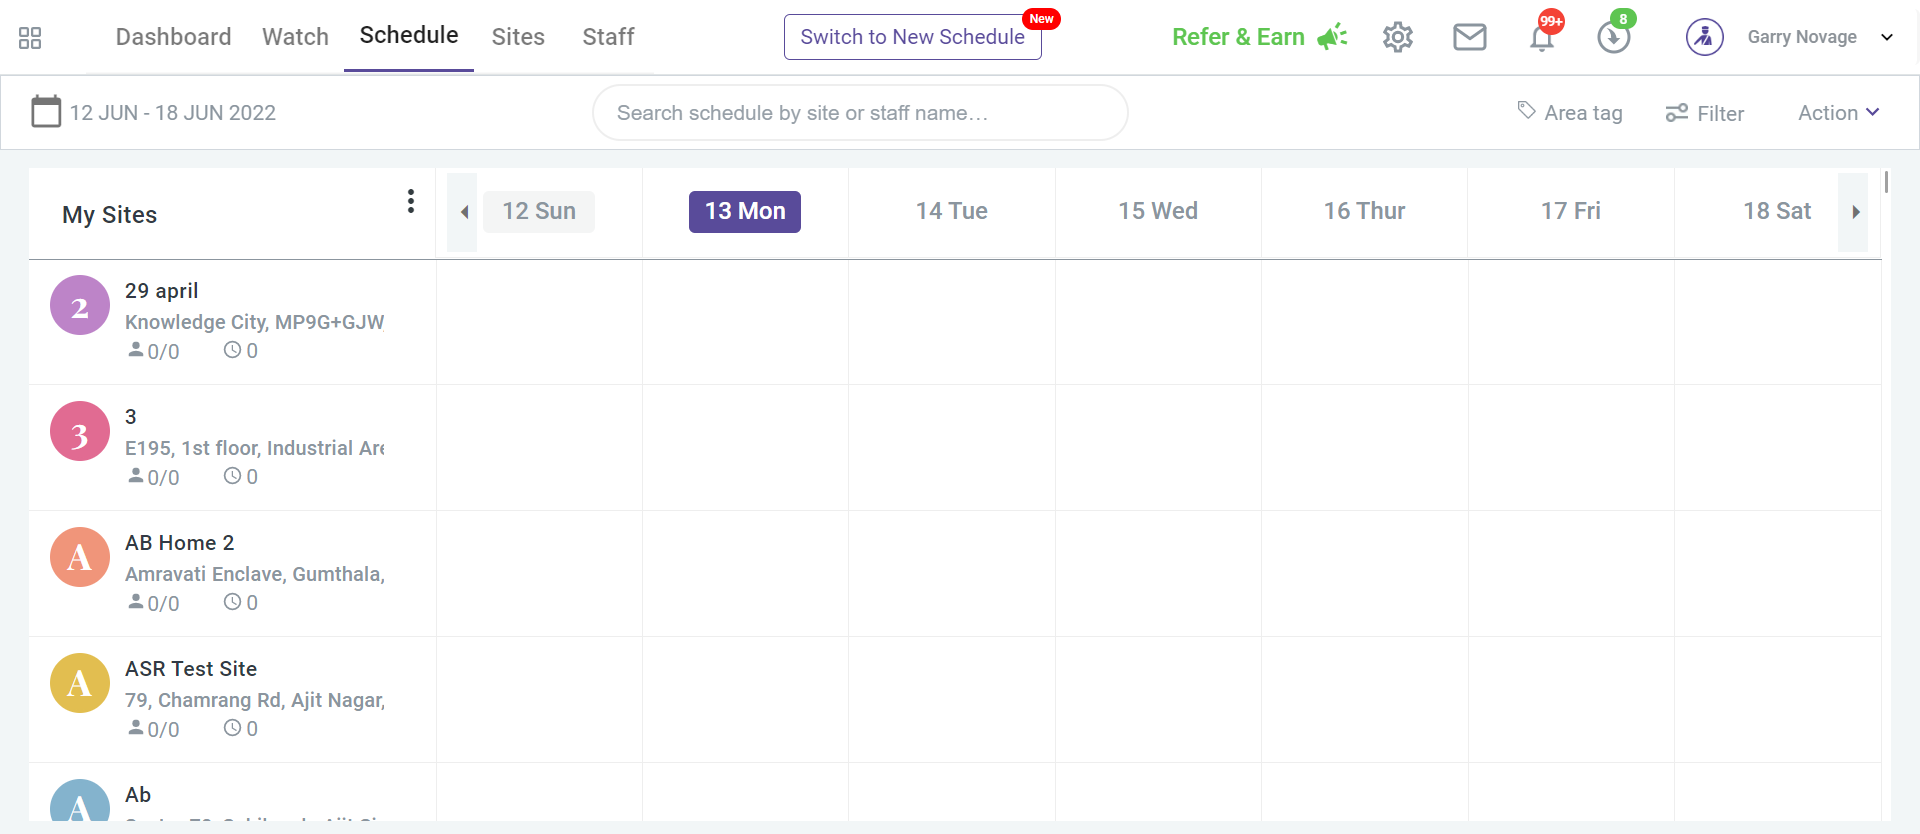 Dashboard Watch Schedule Sites Staff Switch to New Schedule New Refer & Earn 99+ 8 Garry Novage
12 JUN - 18 JUN 2022 Search schedule by site or staff name... Area tag Filter Action
My Sites 12 Sun 13 Mon 14 Tue 15 Wed 16 Thur 17 Fri 18 Sat
2 29 april
Knowledge City, MP9G+GJW,
0/0 0
3 3
E195, 1st floor, Industrial Are
0/0 0
A AB Home 2
Amravati Enclave, Gumthala,
0/0 0
A ASR Test Site
79, Chamrang Rd, Ajit Nagar,
0/0 0
A Ab